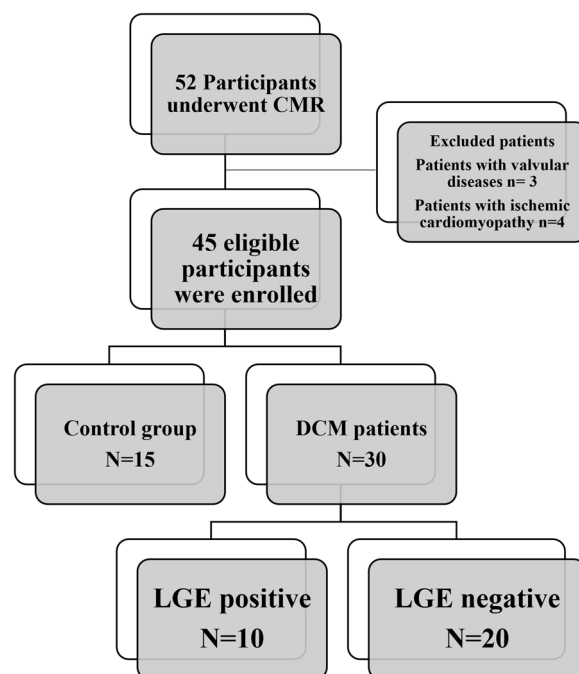 52 Participants
underwent CMR
Excluded patients
Patients with valvular
diseases n= 3
Patients with ischemic
cardiomyopathy n=4
45 eligible
participants
were enrolled
Control group
N=15
DCM patients
N=30
LGE positive
N=10
LGE negative
N=20